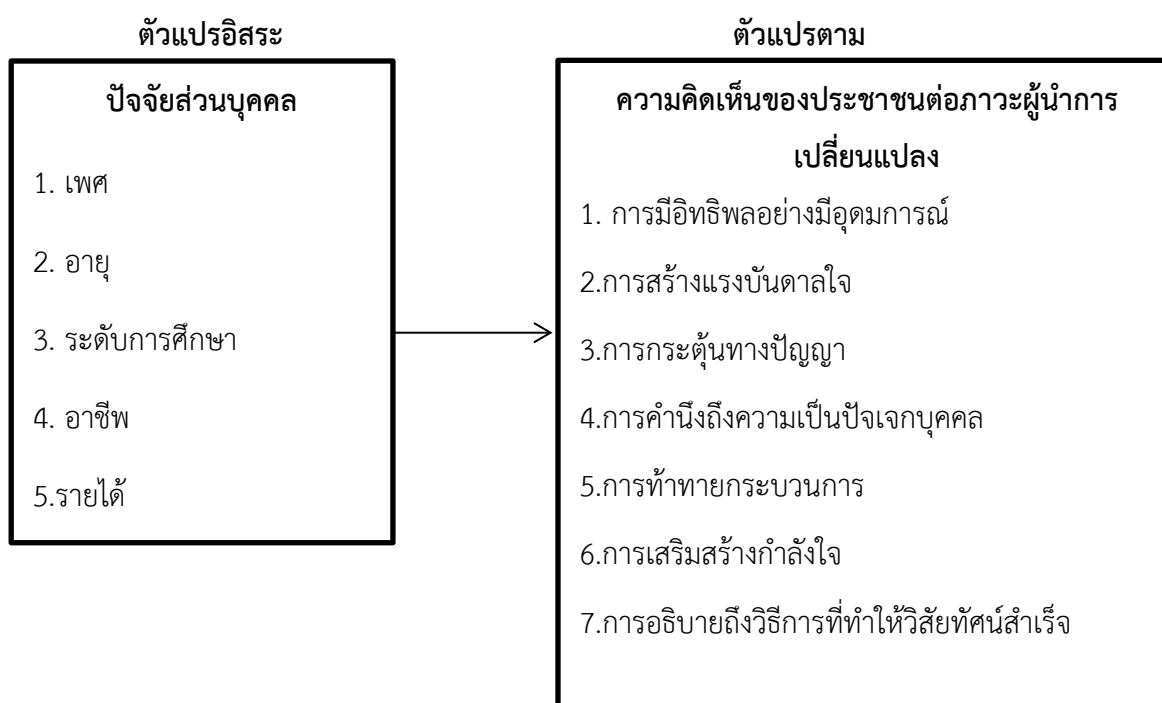 ตัวแปรอิสระ
ปัจจัยส่วนบุคคล
1. เพศ
2. อายุ
3. ระดับการศึกษา
4. อาชีพ
5.รายได้
ตัวแปรตาม
ความคิดเห็นของประชาชนต่อภาวะผู้นำการ
เปลี่ยนแปลง
1. การมีอิทธิพลอย่างมีอุดมการณ์
2.การสร้างแรงบันดาลใจ
3.การกระตุ้นทางปัญญา
4.การคำนึงถึงความเป็นปัจเจกบุคคล
5.การท้าทายกระบวนการ
6.การเสริมสร้างกำลังใจ
7.การอธิบายถึงวิธีการที่ทำให้วิสัยทัศน์สำเร็จ